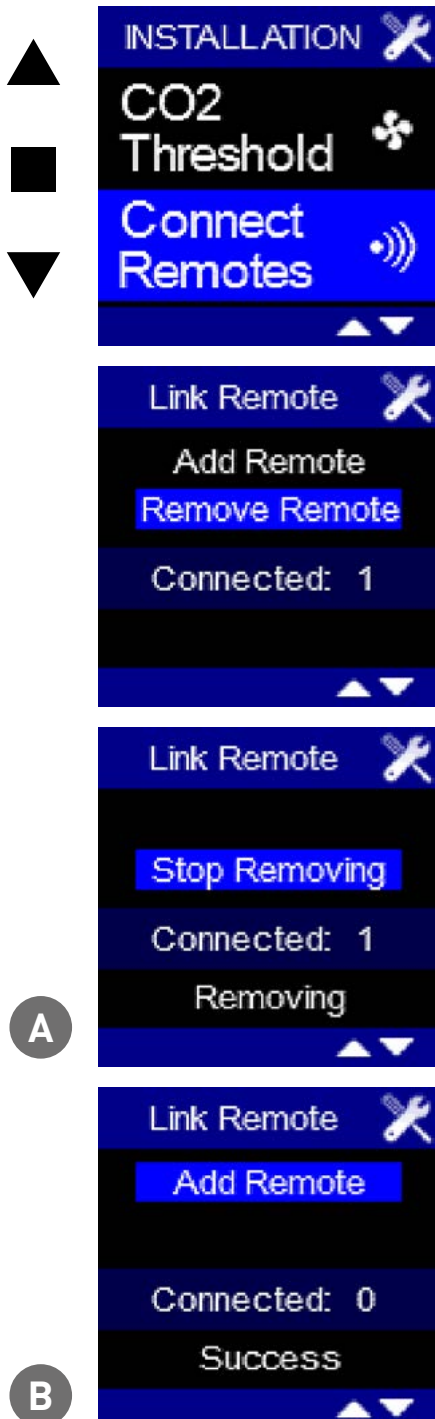 INSTALLATION
CO2
Threshold
Connect
Remotes
Link Remote
Add Remote
Remove Remote
Connected: 1
Link Remote
Stop Removing
Connected: 1
Removing
A
Link Remote
Add Remote
Connected: 0
Success
B